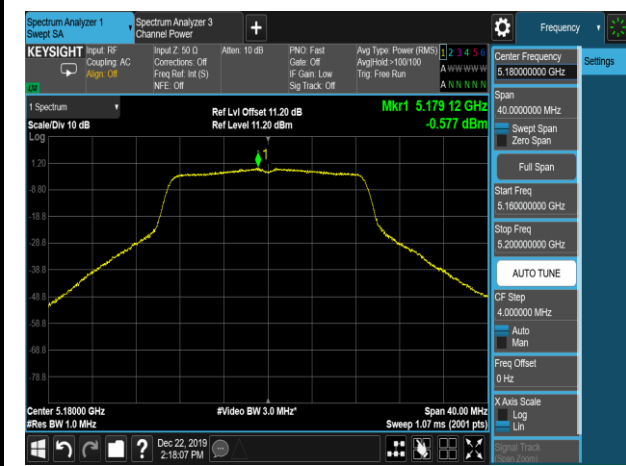 Spectrum Analyzer 1
Swept SA
Spectrum Analyzer 3
Channel Power
+
Frequency
KEYSIGHT
Input: RF
Coupling: AC
Align: Off
Input Z: 50 Ω
Corrections: Off
Freq Ref: Int (S)
NFE: Off
Atten: 10 dB
PNO: Fast
Gate: Off
IF Gain: Low
Sig Track: Off
Avg Type: Power (RMS)
Avg|Hold:>100/100
Trig: Free Run
1 2 3 4 5 6
A W W W W W
A N N N N N
1 Spectrum
Scale/Div 10 dB
Log
Ref Lvl Offset 11.20 dB
Ref Level 11.20 dBm
Mkr1 5.179 12 GHz
-0.577 dBm
1
1.20
-8.80
-18.8
-28.8
-38.8
-48.8
-58.8
-68.8
-78.8
Center 5.18000 GHz
#Res BW 1.0 MHz
#Video BW 3.0 MHz*
Span 40.00 MHz
Sweep 1.07 ms (2001 pts)
Dec 22, 2019
2:18:07 PM
?
Center Frequency
5.180000000 GHz
Settings
Span
40.0000000 MHz
Swept Span
Zero Span
Full Span
Start Freq
5.160000000 GHz
Stop Freq
5.200000000 GHz
AUTO TUNE
CF Step
4.000000 MHz
Auto
Man
Freq Offset
0 Hz
X Axis Scale
Log
Lin
Signal Track
(Span Zoom)